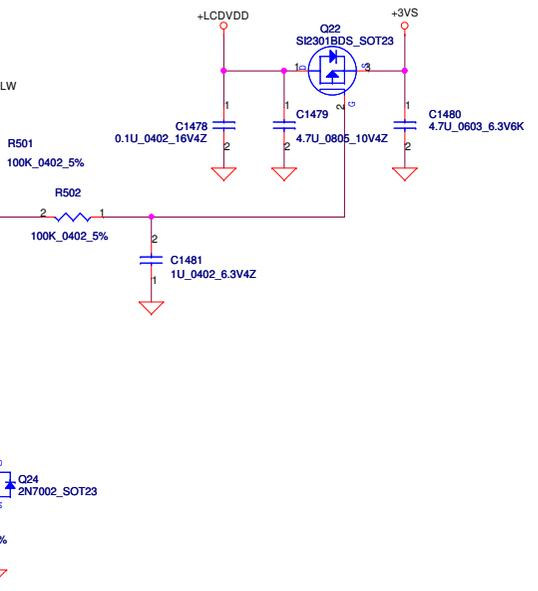 +LCDVDD
+3VS
Q22
SI2301BDS_SOT23
1
D
S
3
2
G
LW
1
C1478
0.1U_0402_16V4Z
2
1
C1479
4.7U_0805_10V4Z
2
1
C1480
4.7U_0603_6.3V6K
2
R501
100K_0402_5%
R502
2
1
100K_0402_5%
2
C1481
1U_0402_6.3V4Z
1
Q24
2N7002_SOT23
%